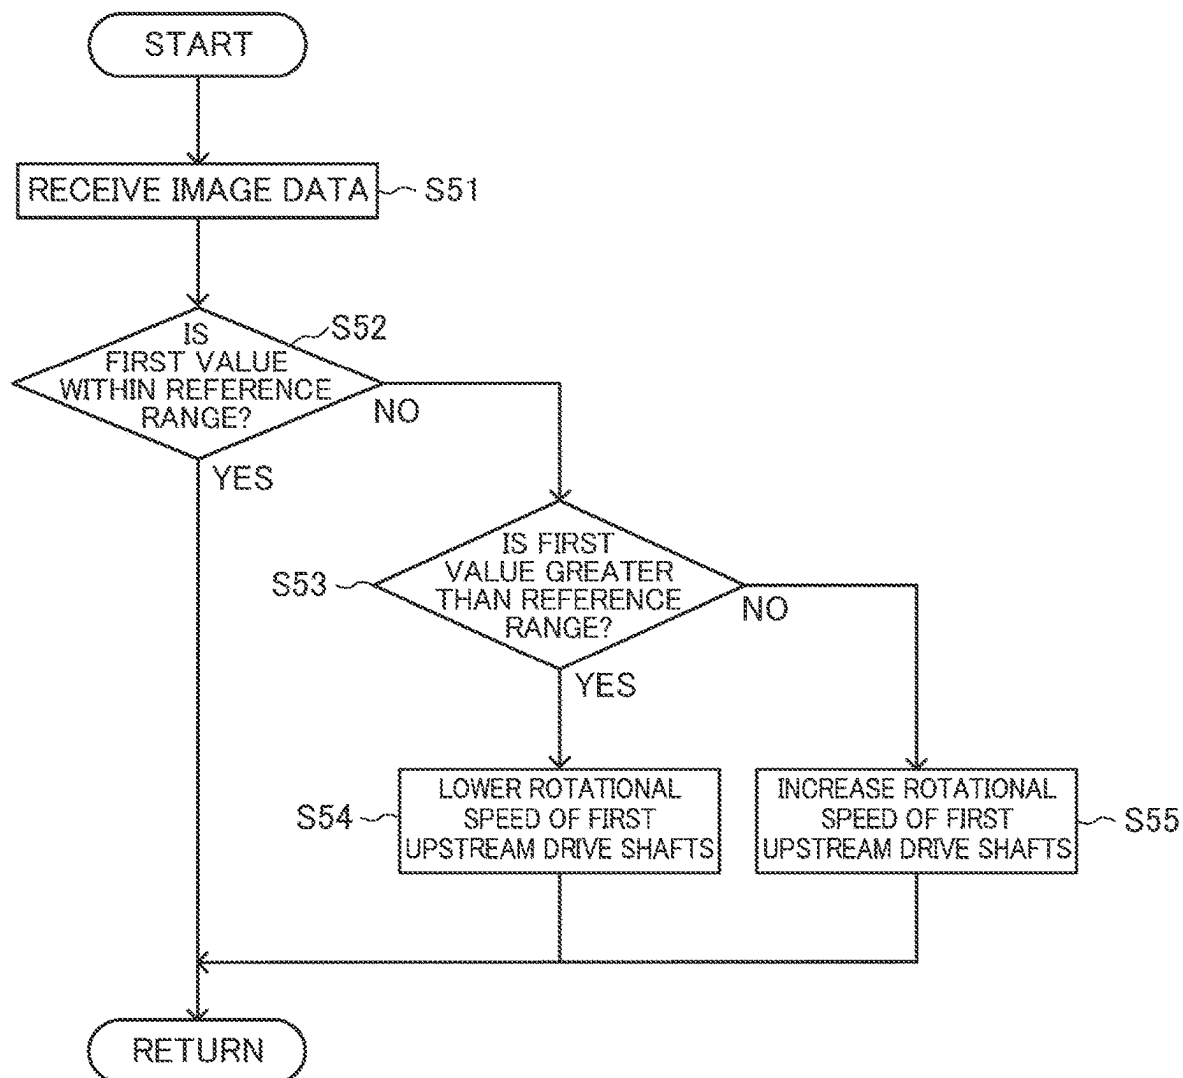 START
RECEIVE IMAGE DATA
S51
IS
FIRST VALUE
WITHIN REFERENCE
RANGE?
S52
NO
YES
IS FIRST
VALUE GREATER
THAN REFERENCE
RANGE?
S53
NO
YES
LOWER ROTATIONAL
SPEED OF FIRST
UPSTREAM DRIVE SHAFTS
S54
INCREASE ROTATIONAL
SPEED OF FIRST
UPSTREAM DRIVE SHAFTS
S55
RETURN